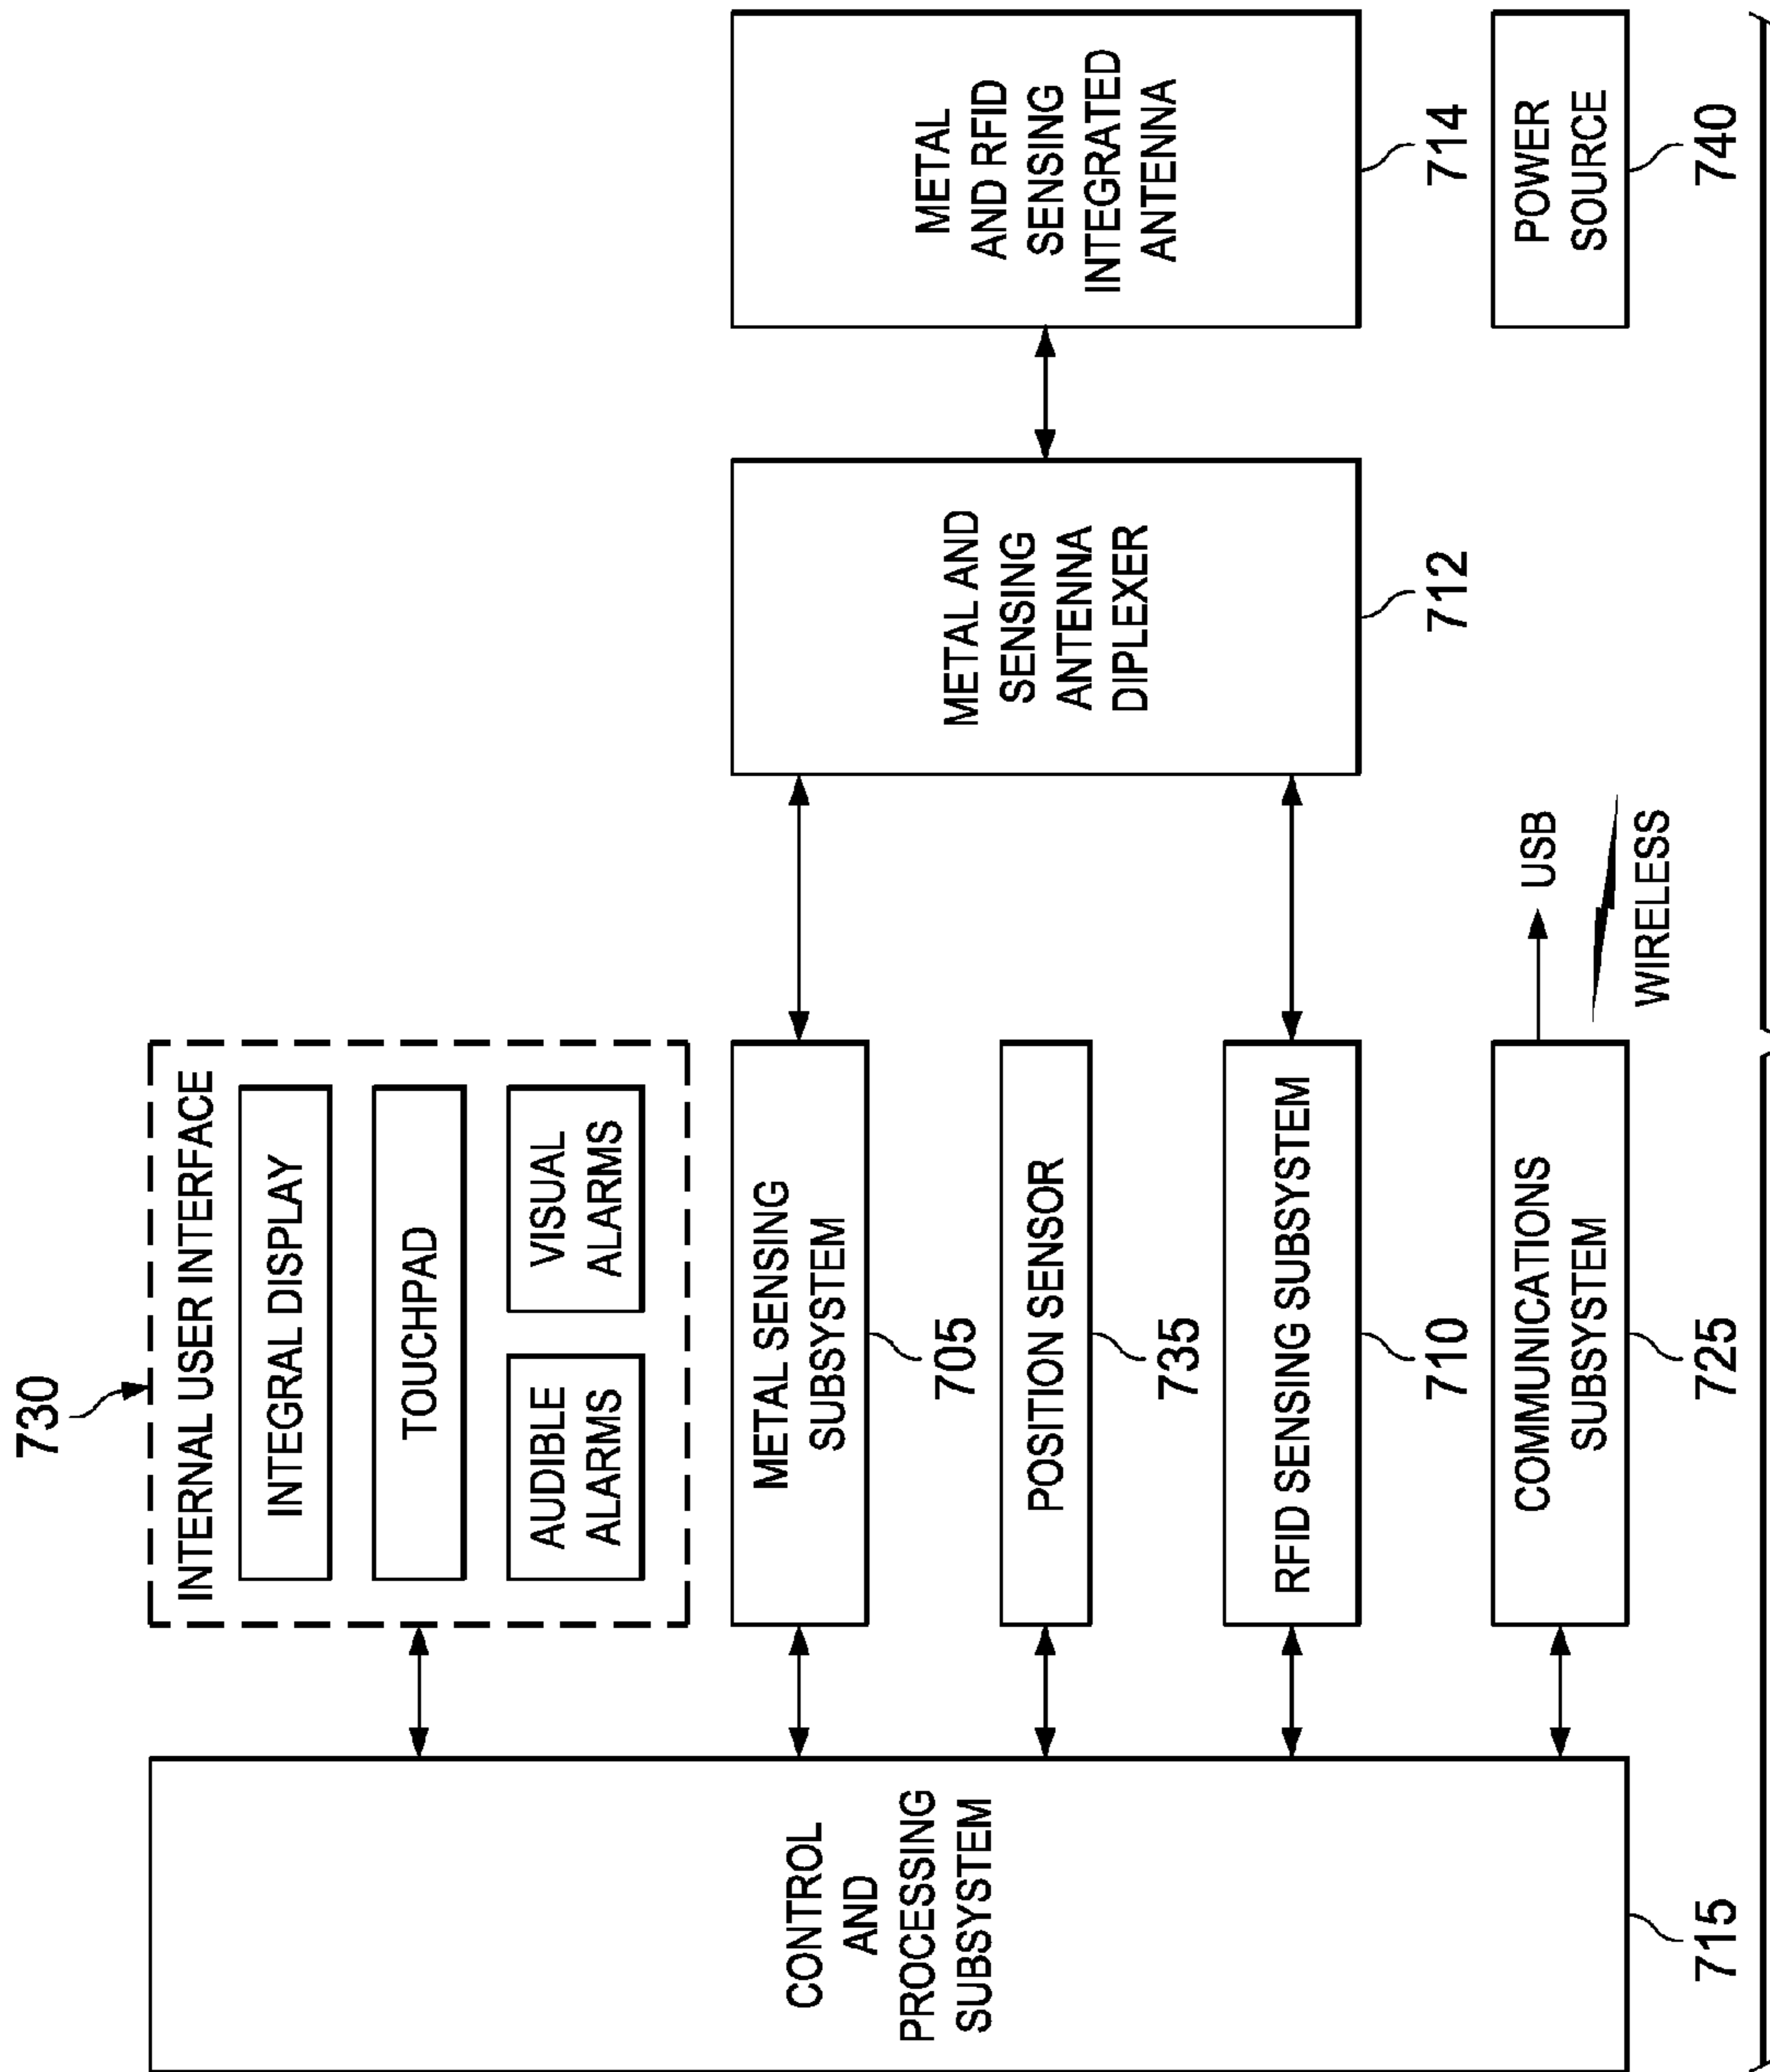 730
INTERNAL USER INTERFACE
INTEGRAL DISPLAY
TOUCHPAD
AUDIBLE
ALARMS
VISUAL
ALARMS
CONTROL
AND
PROCESSING
SUBSYSTEM
715
METAL SENSING
SUBSYSTEM
705
POSITION SENSOR
735
RFID SENSING SUBSYSTEM
710
COMMUNICATIONS
SUBSYSTEM
725
USB
WIRELESS
METAL AND
SENSING
ANTENNA
DIPLEXER
712
METAL
AND RFID
SENSING
INTEGRATED
ANTENNA
714
POWER
SOURCE
740